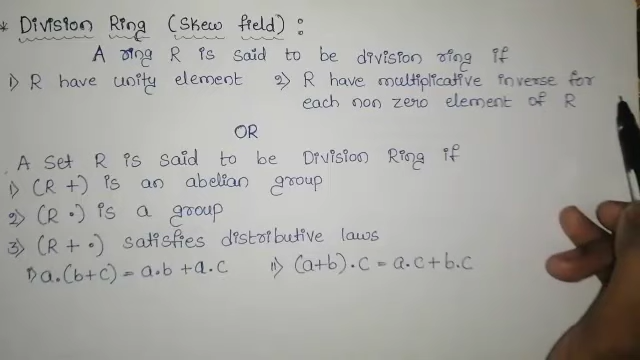 * Division Ring (Skew field) :
A ring R is said to be division ring if
1) R have unity element 2) R have multiplicative inverse for
each non zero element of R
OR
A set R is said to be Division Ring if
1) (R +) is an abelian group
2) (R •) is a group
3) (R + •) satisfies distributive laws
i) a.(b+c) = a.b + a.c ii) (a+b).c = a.c + b.c